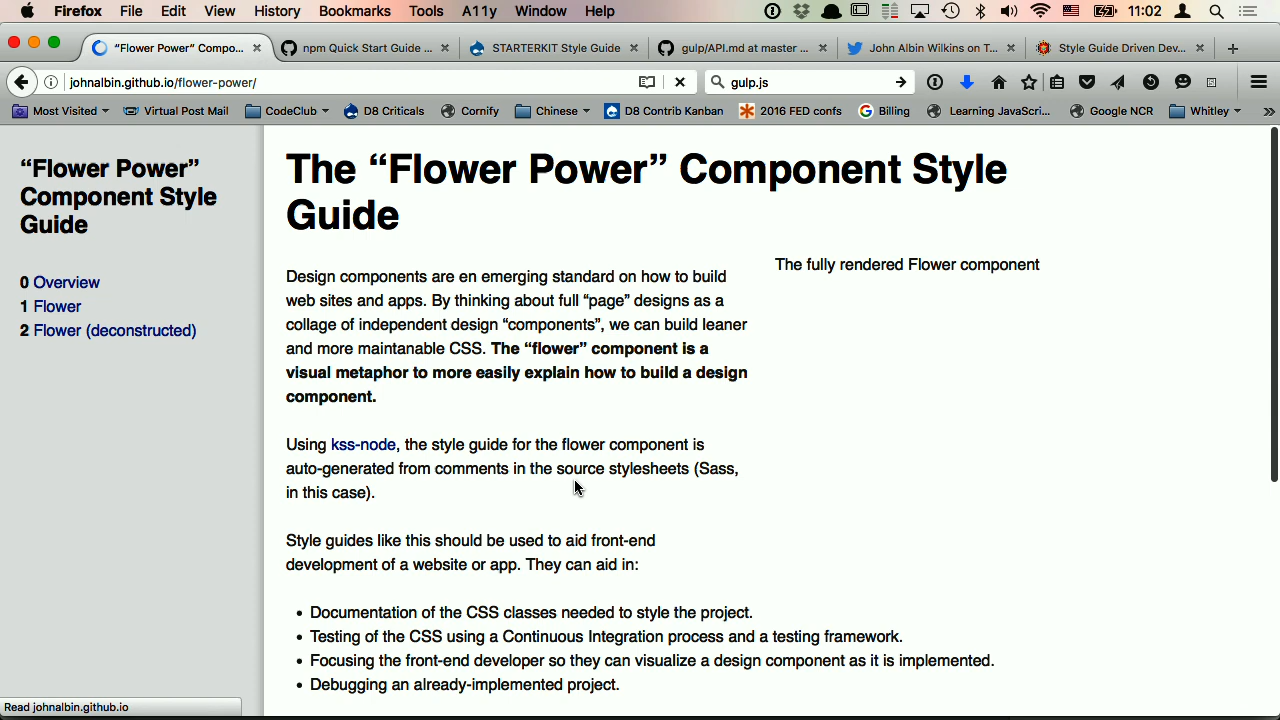 Firefox File Edit View History Bookmarks Tools A11y Window Help 11:02
“Flower Power” Compo... npm Quick Start Guide ... STARTERKIT Style Guide gulp/API.md at master ... John Albin Wilkins on T... Style Guide Driven Dev...
johnalbin.github.io/flower-power/ gulp.js
Most Visited Virtual Post Mail CodeClub D8 Criticals Cornify Chinese D8 Contrib Kanban 2016 FED confs Billing Learning JavaScri... Google NCR Whitley
“Flower Power”
Component Style
Guide
0 Overview
1 Flower
2 Flower (deconstructed)
The “Flower Power” Component Style
Guide
Design components are en emerging standard on how to build
web sites and apps. By thinking about full “page” designs as a
collage of independent design “components”, we can build leaner
and more maintanable CSS. The “flower” component is a
visual metaphor to more easily explain how to build a design
component.
The fully rendered Flower component
Using kss-node, the style guide for the flower component is
auto-generated from comments in the source stylesheets (Sass,
in this case).
Style guides like this should be used to aid front-end
development of a website or app. They can aid in:
• Documentation of the CSS classes needed to style the project.
• Testing of the CSS using a Continuous Integration process and a testing framework.
• Focusing the front-end developer so they can visualize a design component as it is implemented.
• Debugging an already-implemented project.
Read johnalbin.github.io